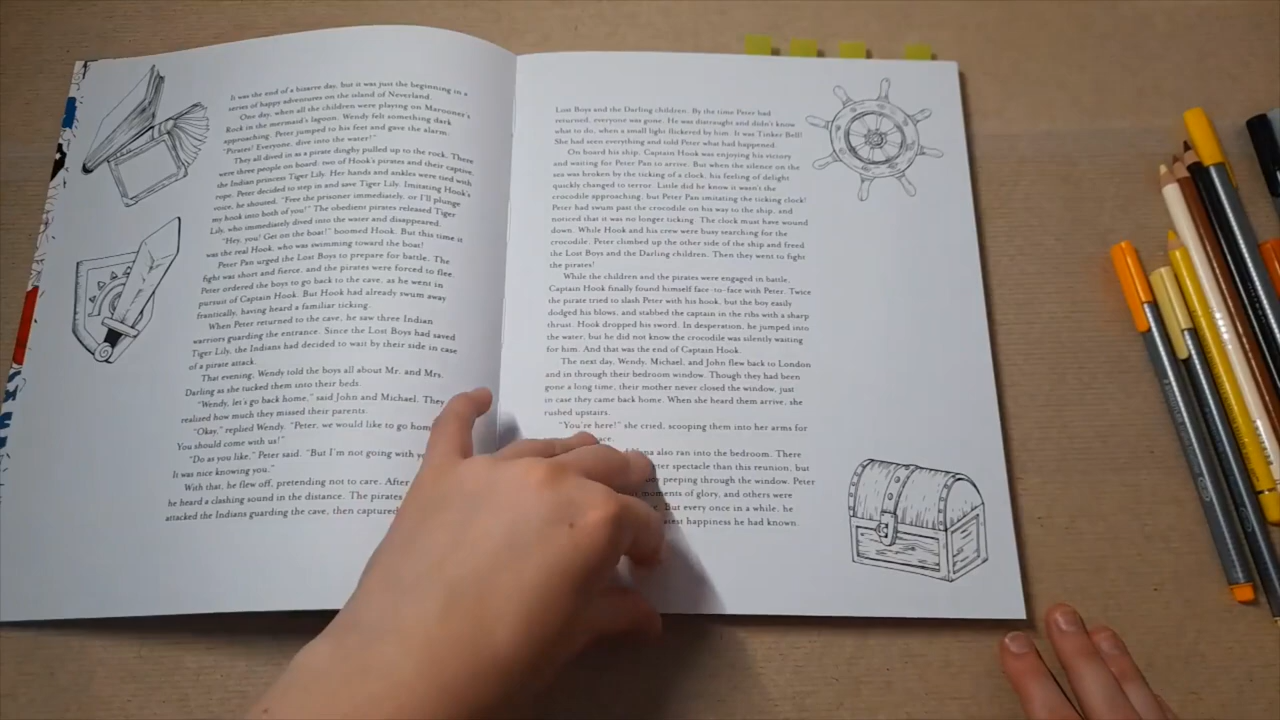 It was the end of a bizarre day, but it was just the beginning in a
series of happy adventures on the island of Neverland.
One day, when all the children were playing on Marooner's
Rock in the mermaid's lagoon, Wendy felt something dark
approaching. Peter jumped to his feet and gave the alarm:
"Pirates! Everyone, dive into the water!"
They all dived in as a pirate dinghy pulled up to the rock. There
were three people on board: two of Hook's pirates and their captive,
the Indian princess Tiger Lily. Her hands and ankles were tied with
rope. Peter decided to step in and save Tiger Lily. Imitating Hook's
voice, he shouted, "Free the prisoner immediately, or I'll plunge
my hook into both of you!" The obedient pirates released Tiger
Lily, who immediately dived into the water and disappeared.
"Hey, you! Get on the boat!" boomed Hook. But this time it
was the real Hook, who was swimming toward the boat!
Peter Pan urged the Lost Boys to prepare for battle. The
fight was short and fierce, and the pirates were forced to flee.
Peter ordered the boys to go back to the cave, as he went in
pursuit of Captain Hook. But Hook had already swum away
frantically, having heard a familiar ticking.
When Peter returned to the cave, he saw three Indian
warriors guarding the entrance. Since the Lost Boys had saved
Tiger Lily, the Indians had decided to wait by their side in case
of a pirate attack.
That evening, Wendy told the boys all about Mr. and Mrs.
Darling as she tucked them into their beds.
"Wendy, let's go back home," said John and Michael. They
realized how much they missed their parents.
"Okay," replied Wendy. "Peter, we would like to go home.
You should come with us!"
"Do as you like," Peter said. "But I'm not going with
It was nice knowing you."
With that, he flew off, pretending not to care. After
he heard a clashing sound in the distance. The pirates
attacked the Indians guarding the cave, then captured
Lost Boys and the Darling children. By the time Peter had
returned, everyone was gone. He was distraught and didn't know
what to do, when a small light flickered by him. It was Tinker Bell!
She had seen everything and told Peter what had happened.
On board his ship, Captain Hook was enjoying his victory
and waiting for Peter Pan to arrive. But when the silence on the
sea was broken by the ticking of a clock, his feeling of delight
quickly changed to terror. Little did he know it wasn't the
crocodile approaching, but Peter Pan imitating the ticking clock!
Peter had swum past the crocodile on his way to the ship, and
noticed that it was no longer ticking. The clock must have wound
down. While Hook and his crew were busy searching for the
crocodile, Peter climbed up the other side of the ship and freed
the Lost Boys and the Darling children. Then they went to fight
the pirates!
While the children and the pirates were engaged in battle,
Captain Hook finally found himself face-to-face with Peter. Twice
the pirate tried to slash Peter with his hook, but the boy easily
dodged his blows, and stabbed the captain in the ribs with a sharp
thrust. Hook dropped his sword. In desperation, he jumped into
the water, but he did not know the crocodile was silently waiting
for him. And that was the end of Captain Hook.
The next day, Wendy, Michael, and John flew back to London
and in through their bedroom window. Though they had been
gone a long time, their mother never closed the window, just
in case they came back home. When she heard them arrive, she
rushed upstairs.
"You're here!" she cried, scooping them into her arms for
also ran into the bedroom. There
spectacle than this reunion, but
peeping through the window. Peter
moments of glory, and others were
But every once in a while, he
happiness he had known.